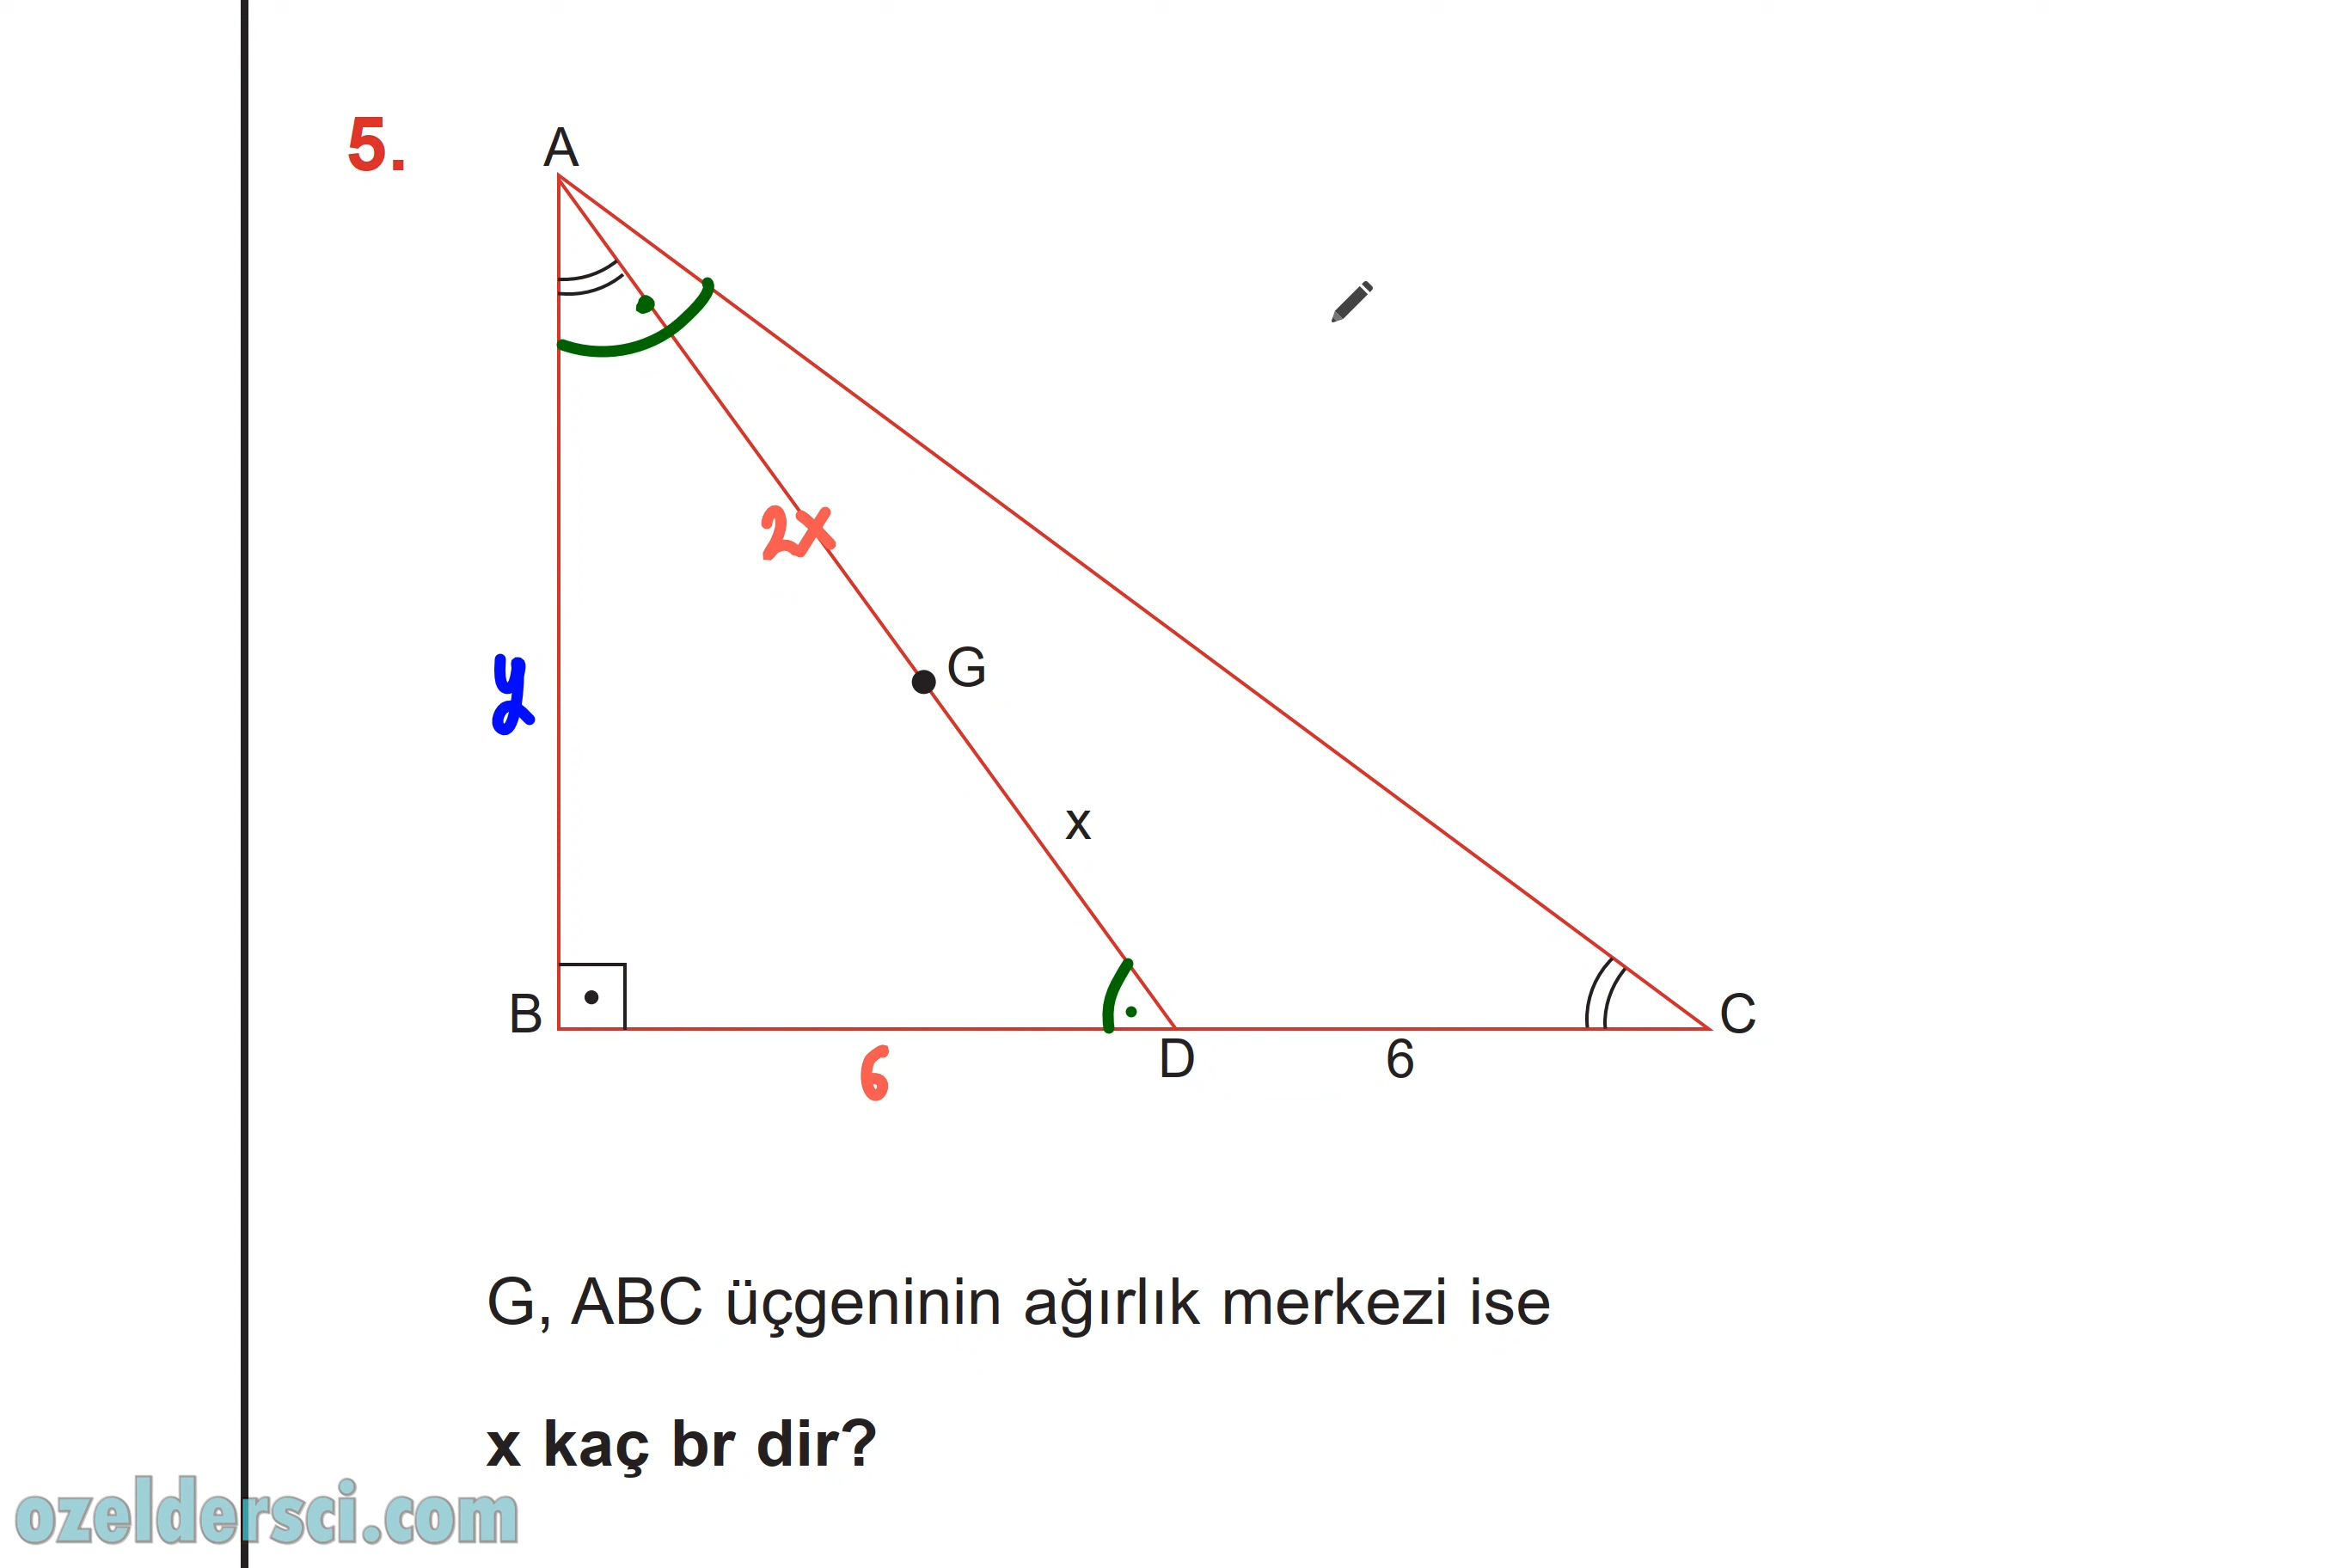 5.
A
2x
G
y
x
B
D
6
6
C
G, ABC üçgeninin ağırlık merkezi ise
x kaç br dir?
ozeldersci.com